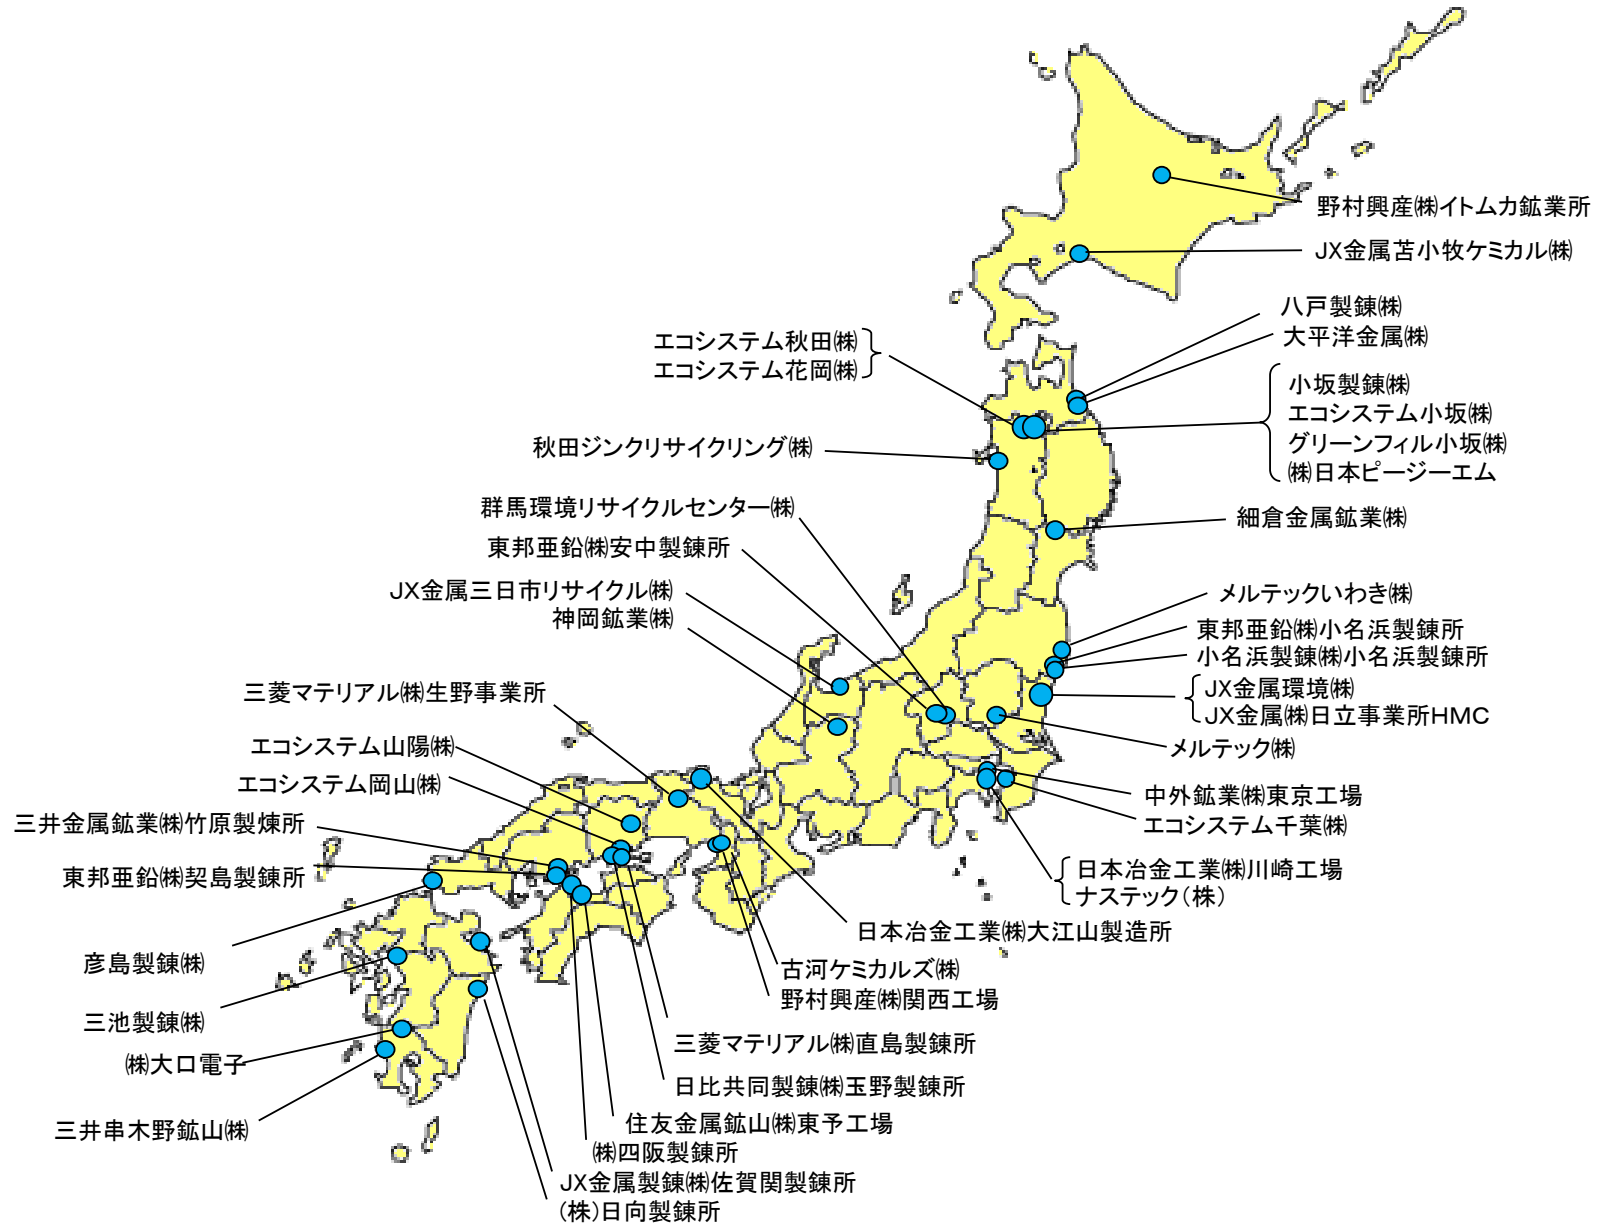 野村興産㈱イトムカ鉱業所
JX金属苫小牧ケミカル㈱
八戸製錬㈱
大平洋金属㈱
エコシステム秋田㈱
エコシステム花岡㈱
小坂製錬㈱
エコシステム小坂㈱
グリーンフィル小坂㈱
㈱日本ピージーエム
秋田ジンクリサイクリング㈱
群馬環境リサイクルセンター㈱
細倉金属鉱業㈱
東邦亜鉛㈱安中製錬所
JX金属三日市リサイクル㈱
神岡鉱業㈱
メルテックいわき㈱
東邦亜鉛㈱小名浜製錬所
小名浜製錬㈱小名浜製錬所
JX金属環境㈱
JX金属㈱日立事業所HMC
三菱マテリアル㈱生野事業所
エコシステム山陽㈱
メルテック㈱
エコシステム岡山㈱
中外鉱業㈱東京工場
三井金属鉱業㈱竹原製煉所
エコシステム千葉㈱
東邦亜鉛㈱契島製錬所
日本冶金工業㈱川崎工場
ナステック（株）
日本冶金工業㈱大江山製造所
彦島製錬㈱
古河ケミカルズ㈱
野村興産㈱関西工場
三池製錬㈱
三菱マテリアル㈱直島製錬所
㈱大口電子
日比共同製錬㈱玉野製錬所
三井串木野鉱山㈱
住友金属鉱山㈱東予工場
㈱四阪製錬所
JX金属製錬㈱佐賀関製錬所
（株）日向製錬所